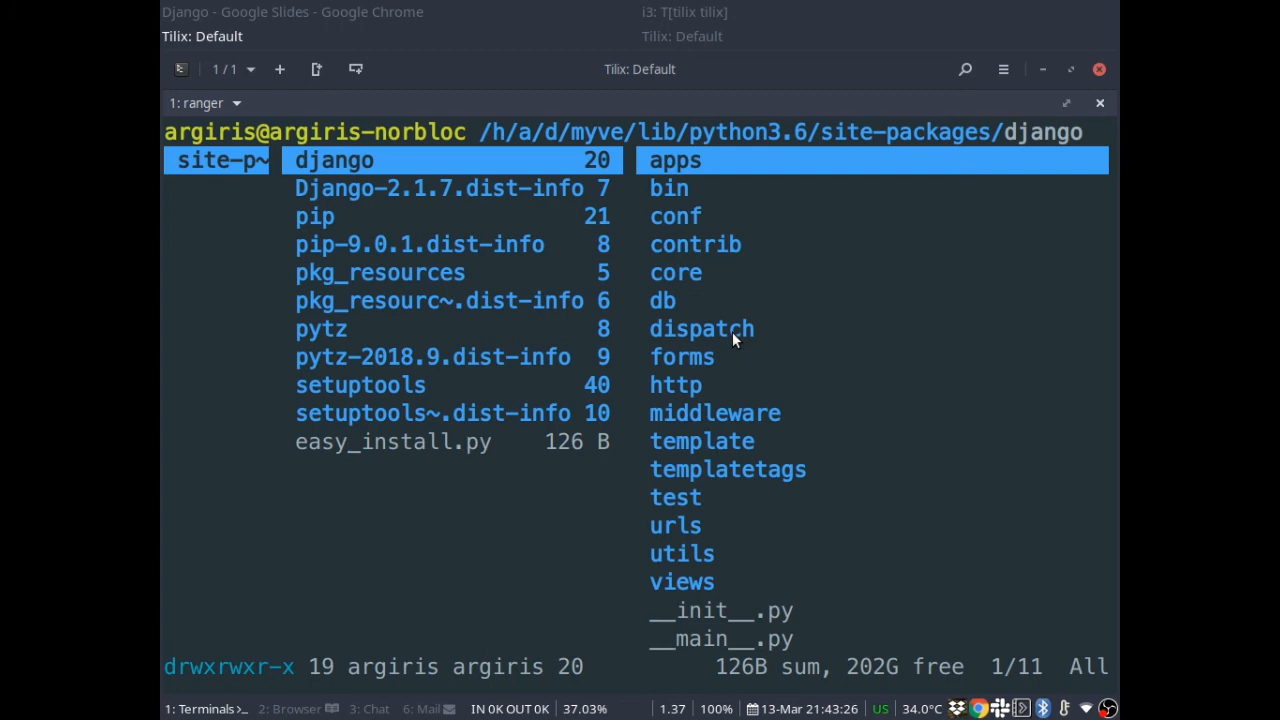 Django - Google Slides - Google Chrome
i3: T[tilix tilix]
Tilix: Default
Tilix: Default
1 / 1
Tilix: Default
1: ranger
argiris@argiris-norbloc /h/a/d/myve/lib/python3.6/site-packages/django
site-p~ django 20 apps
Django-2.1.7.dist-info 7 bin
pip 21 conf
pip-9.0.1.dist-info 8 contrib
pkg_resources 5 core
pkg_resourc~.dist-info 6 db
pytz 8 dispatch
pytz-2018.9.dist-info 9 forms
setuptools 40 http
setuptools~.dist-info 10 middleware
easy_install.py 126 B template
templatetags
test
urls
utils
views
__init__.py
__main__.py
drwxrwxr-x 19 argiris argiris 20 126B sum, 202G free 1/11 All
1: Terminals>_ 2: Browser 3: Chat 6: Mail IN 0K OUT 0K 37.03% 1.37 100% 13-Mar 21:43:26 US 34.0°C